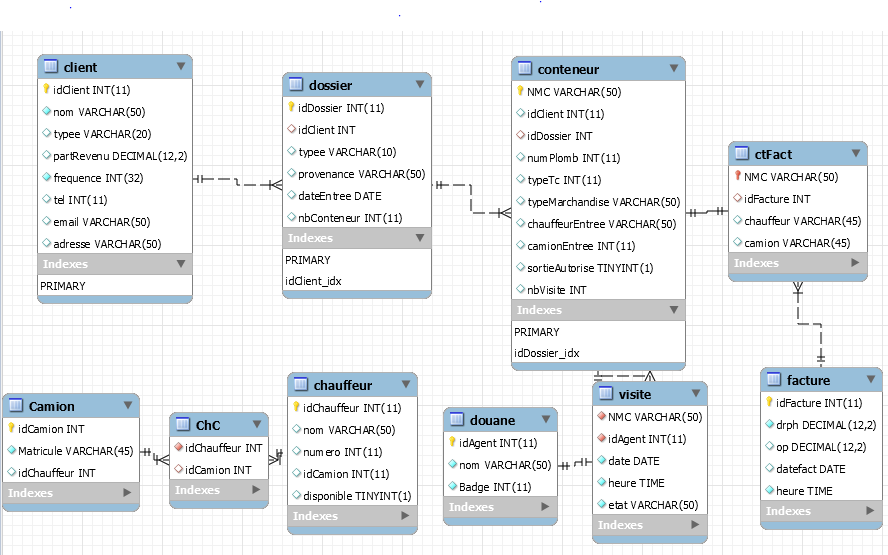 client
idClient INT(11)
nom VARCHAR(50)
typee VARCHAR(20)
partRevenu DECIMAL(12,2)
frequence INT(32)
tel INT(11)
email VARCHAR(50)
adresse VARCHAR(50)
Indexes
PRIMARY
dossier
idDossier INT(11)
idClient INT
typee VARCHAR(10)
provenance VARCHAR(50)
dateEntree DATE
nbConteneur INT(11)
Indexes
PRIMARY
idClient_idx
conteneur
NMC VARCHAR(50)
idClient INT(11)
idDossier INT
numPlomb INT(11)
typeTc INT(11)
typeMarchandise VARCHAR(50)
chauffeurEntree VARCHAR(50)
camionEntree INT(11)
sortieAutorise TINYINT(1)
nbVisite INT
Indexes
PRIMARY
idDossier_idx
ctFact
NMC VARCHAR(50)
idFacture INT
chauffeur VARCHAR(45)
camion VARCHAR(45)
Indexes
Camion
idCamion INT
Matricule VARCHAR(45)
idChauffeur INT
Indexes
ChC
idChauffeur INT
idCamion INT
Indexes
chauffeur
idChauffeur INT(11)
nom VARCHAR(50)
numero INT(11)
idCamion INT(11)
disponible TINYINT(1)
Indexes
douane
idAgent INT(11)
nom VARCHAR(50)
Badge INT(11)
Indexes
visite
NMC VARCHAR(50)
idAgent INT(11)
date DATE
heure TIME
etat VARCHAR(50)
Indexes
facture
idFacture INT(11)
drph DECIMAL(12,2)
op DECIMAL(12,2)
datefact DATE
heure TIME
Indexes